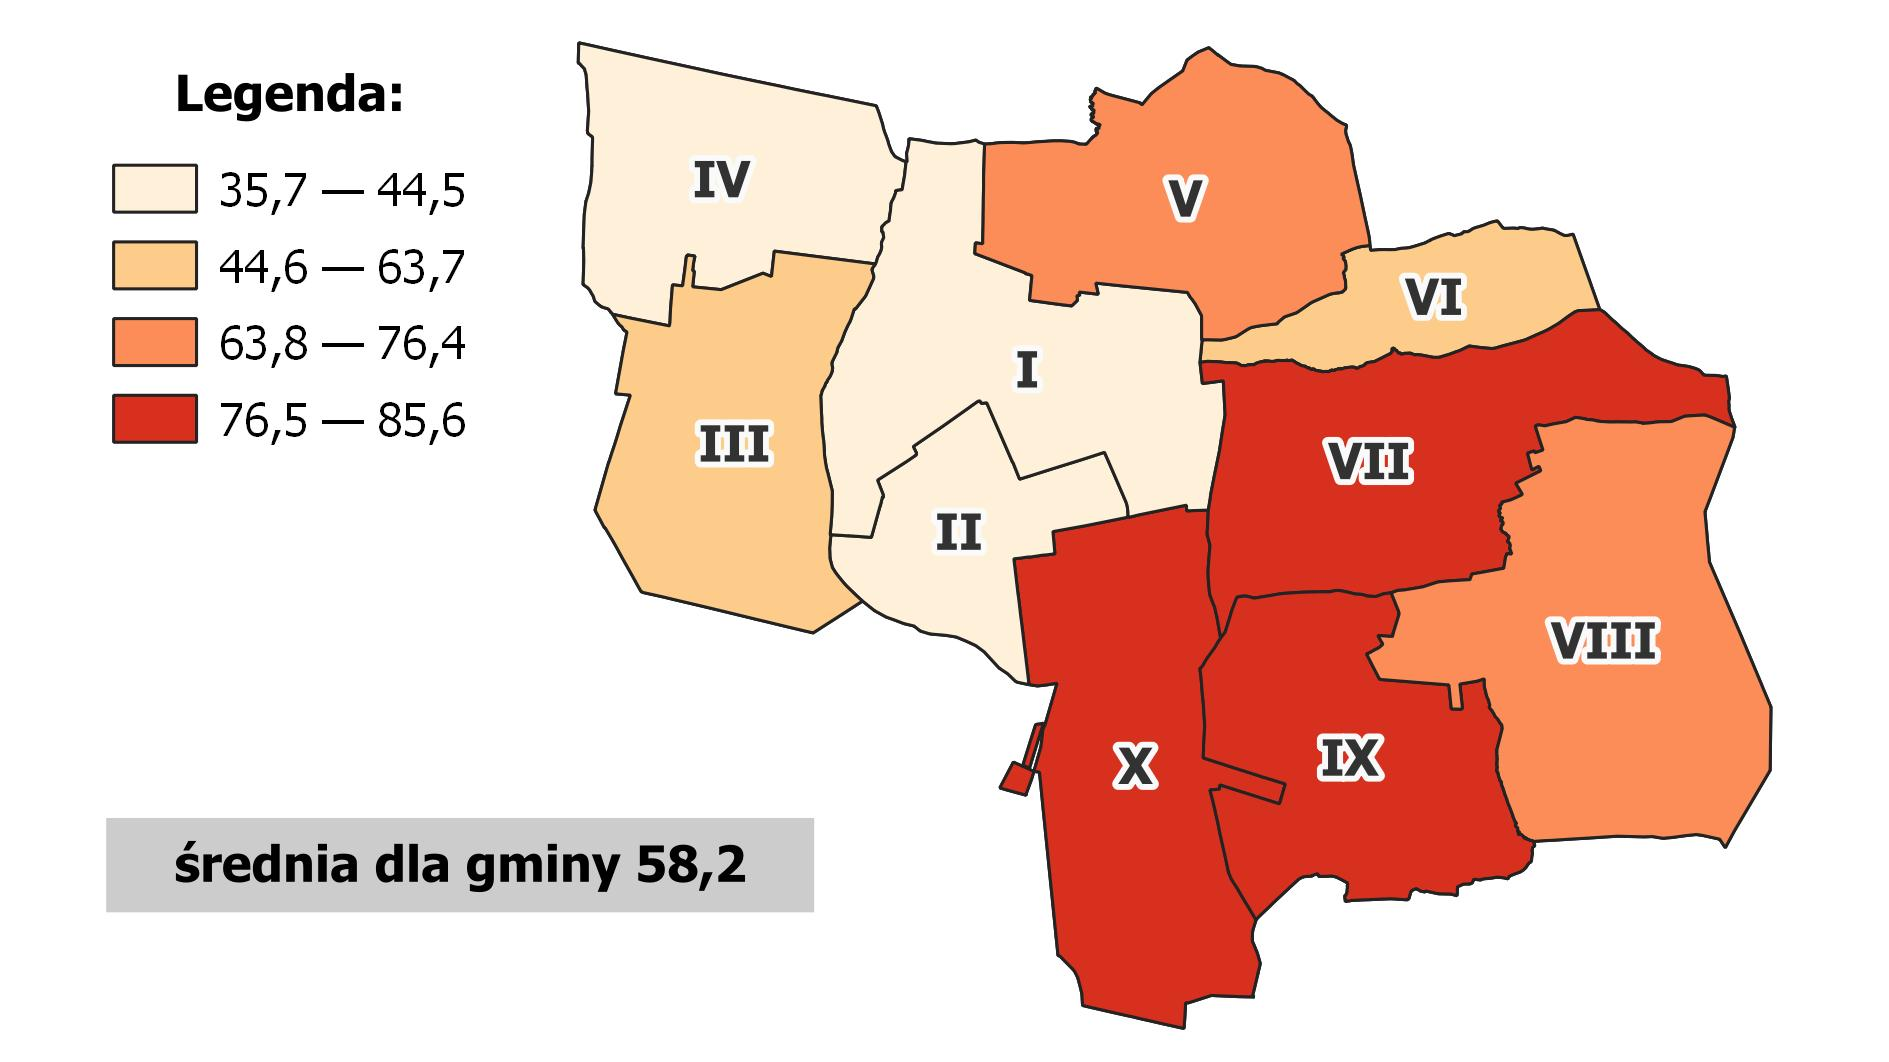 Legenda:
35,7 — 44,5
44,6 — 63,7
63,8 — 76,4
76,5 — 85,6
IV
V
VI
I
III
VII
II
VIII
IX
X
średnia dla gminy 58,2